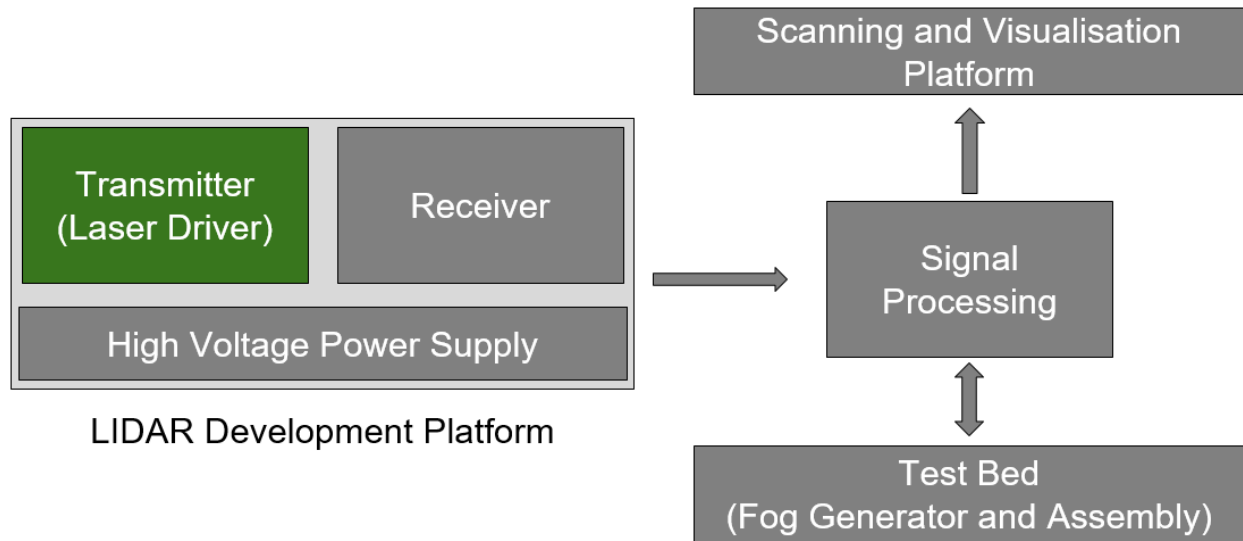 Scanning and Visualisation
Platform
Transmitter
(Laser Driver)
Receiver
High Voltage Power Supply
LIDAR Development Platform
Signal
Processing
Test Bed
(Fog Generator and Assembly)